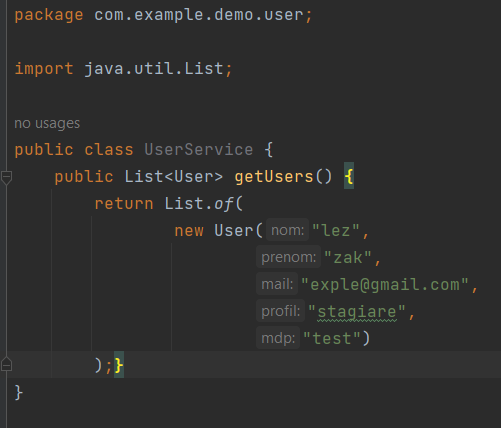 package com.example.demo.user;
import java.util.List;
no usages
public class UserService {
public List<User> getUsers() {
return List.of(
new User( nom: "lez",
prenom: "zak",
mail: "exple@gmail.com",
profil: "stagiare",
mdp: "test")
);}
}